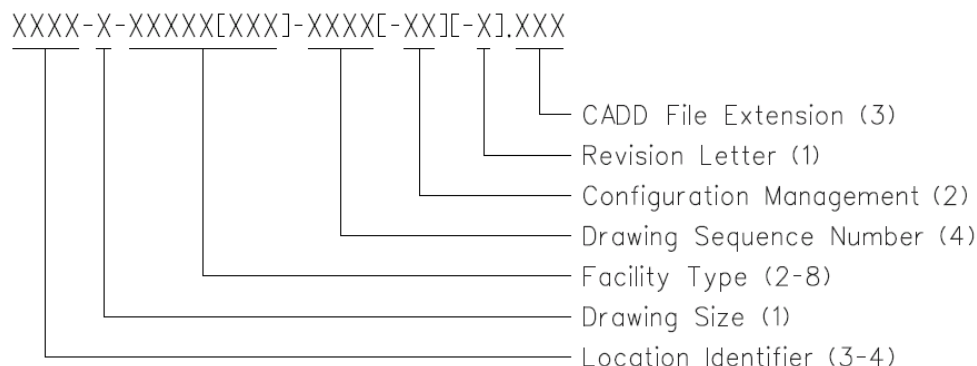 XXXX-X-XXXXX[XXX]-XXXX[-XX][-X].XXX
CADD File Extension (3)
Revision Letter (1)
Configuration Management (2)
Drawing Sequence Number (4)
Facility Type (2-8)
Drawing Size (1)
Location Identifier (3-4)